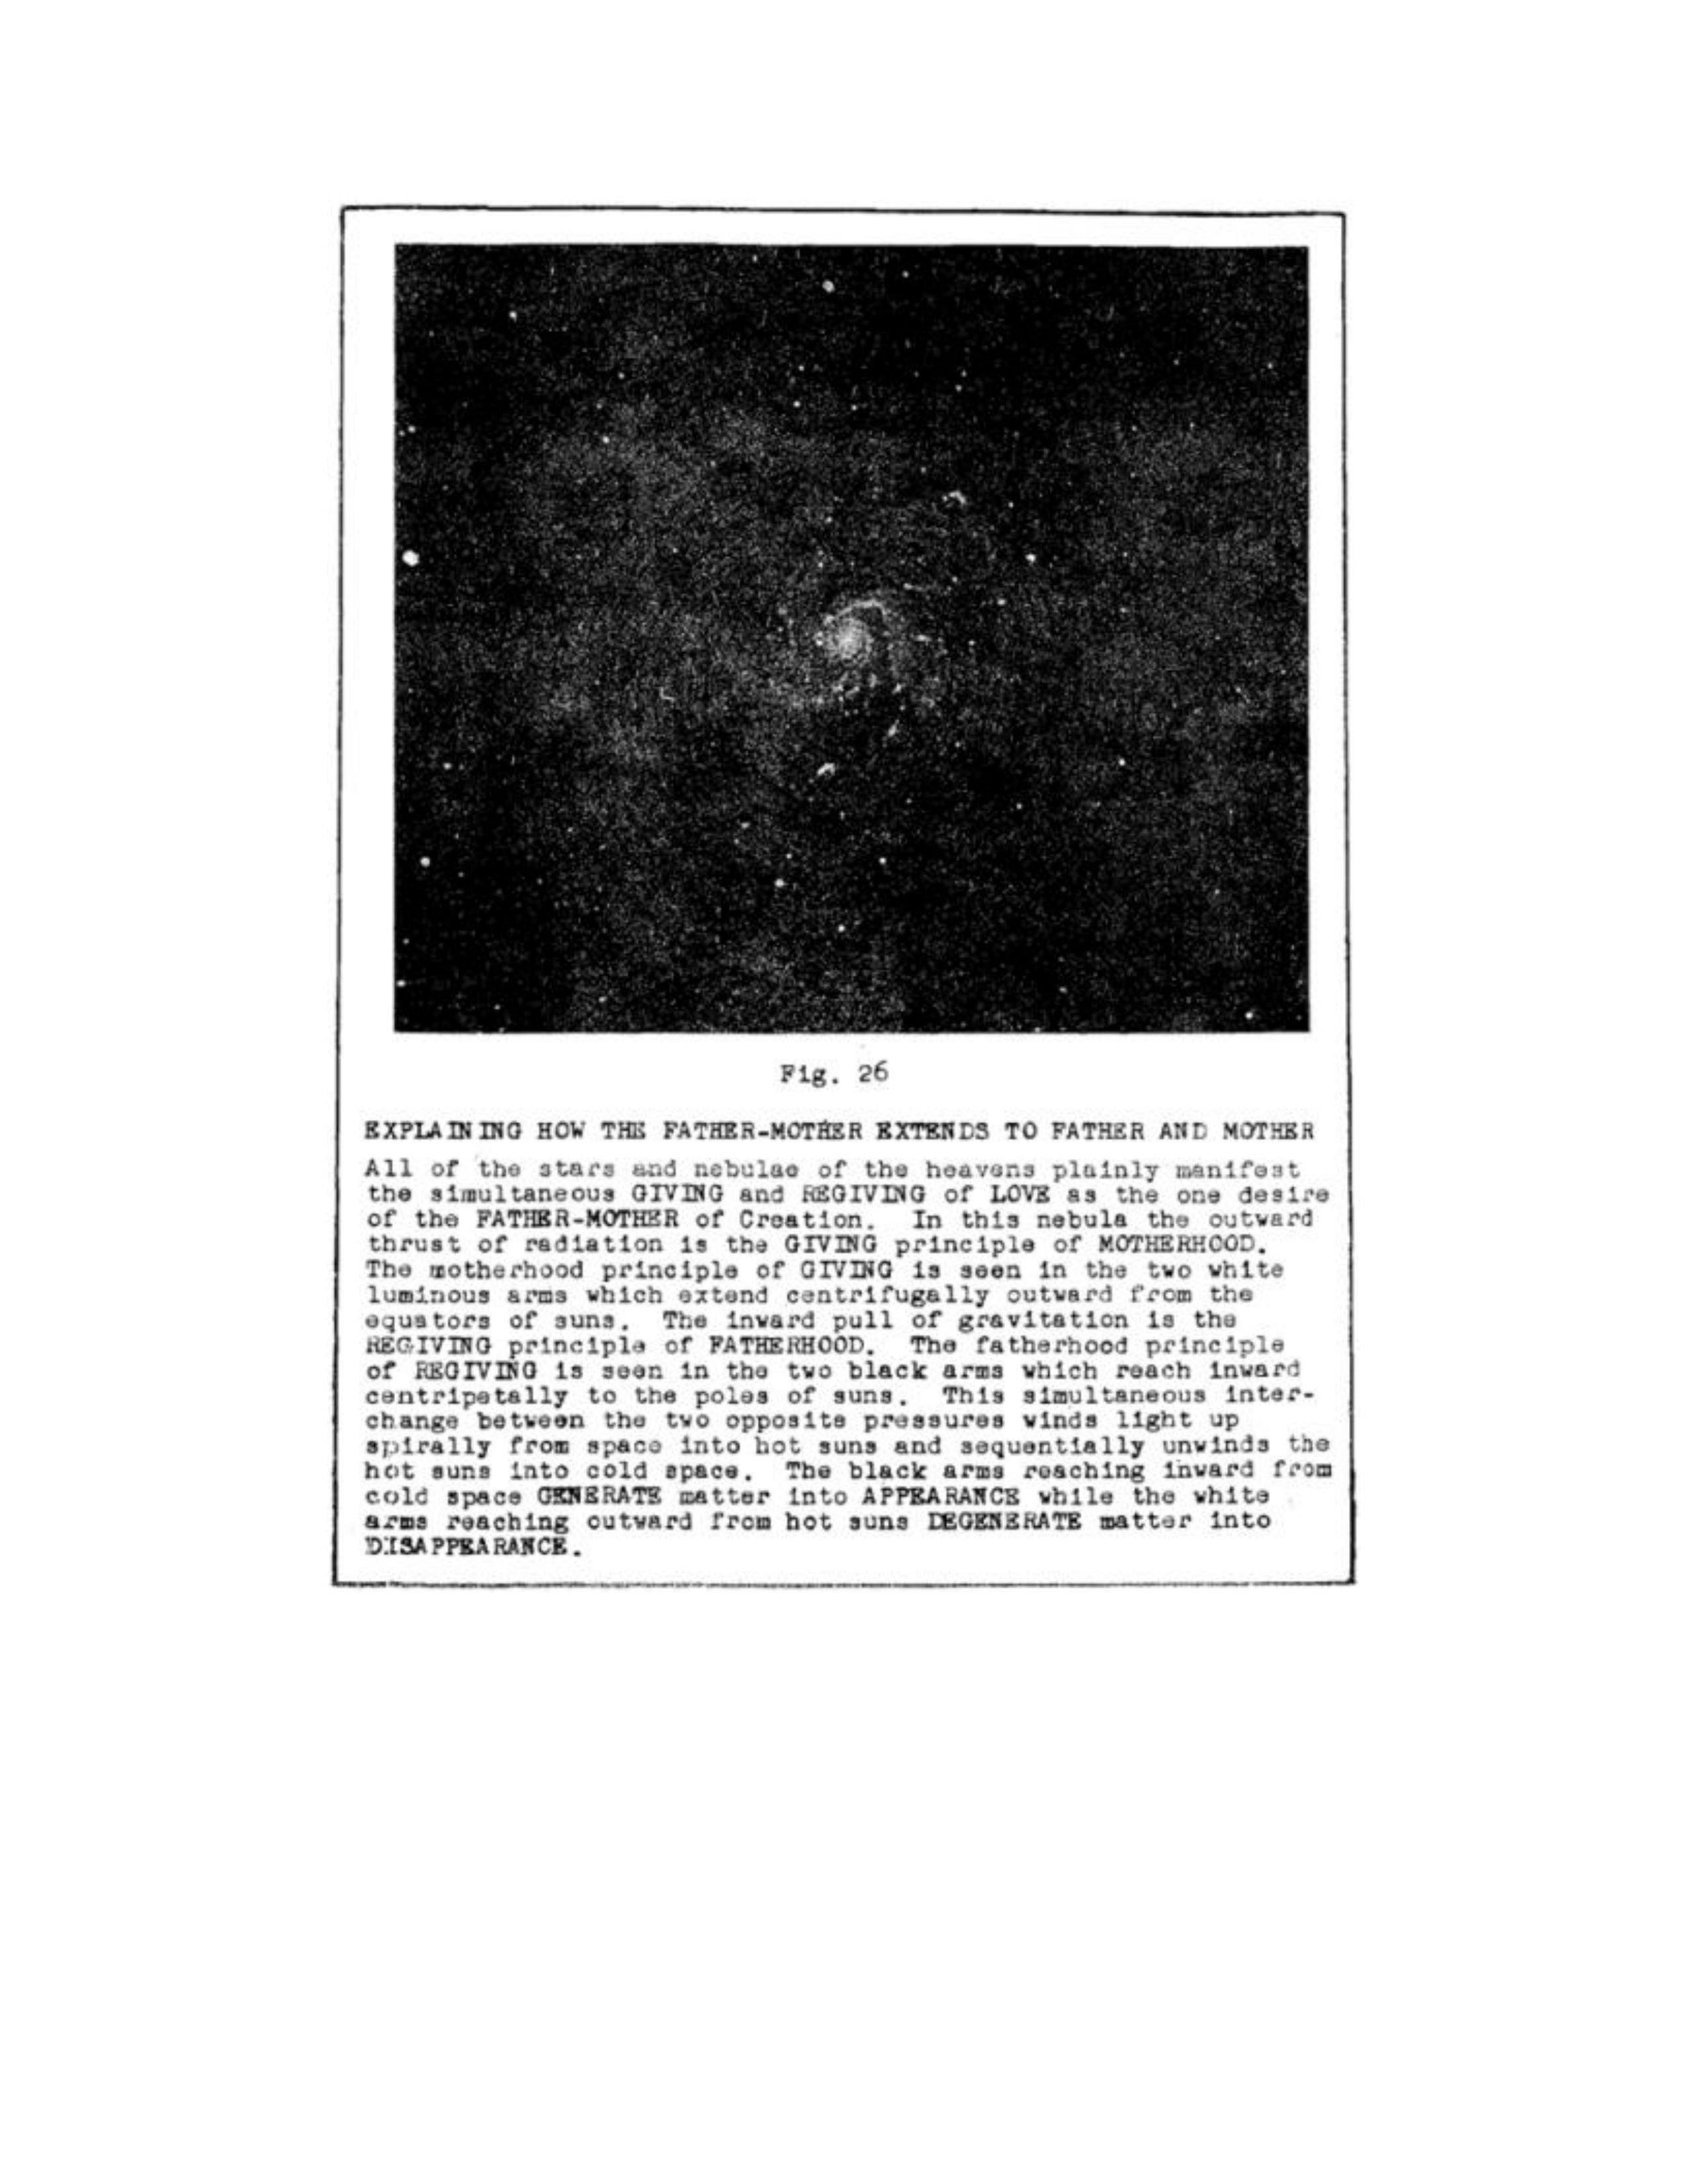 Fig. 26
EXPLAINING HOW THE FATHER-MOTHER EXTENDS TO FATHER AND MOTHER
All of the stars and nebulae of the heavens plainly manifest
the simultaneous GIVING and REGIVING of LOVE as the one desire
of the FATHER-MOTHER of Creation. In this nebula the outward
thrust of radiation is the GIVING principle of MOTHERHOOD.
The motherhood principle of GIVING is seen in the two white
luminous arms which extend centrifugally outward from the
equators of suns. The inward pull of gravitation is the
REGIVING principle of FATHERHOOD. The fatherhood principle
of REGIVING is seen in the two black arms which reach inward
centripetally to the poles of suns. This simultaneous inter-
change between the two opposite pressures winds light up
spirally from space into hot suns and sequentially unwinds the
hot suns into cold space. The black arms reaching inward from
cold space GENERATE matter into APPEARANCE while the white
arms reaching outward from hot suns DEGENERATE matter into
DISAPPEARANCE.